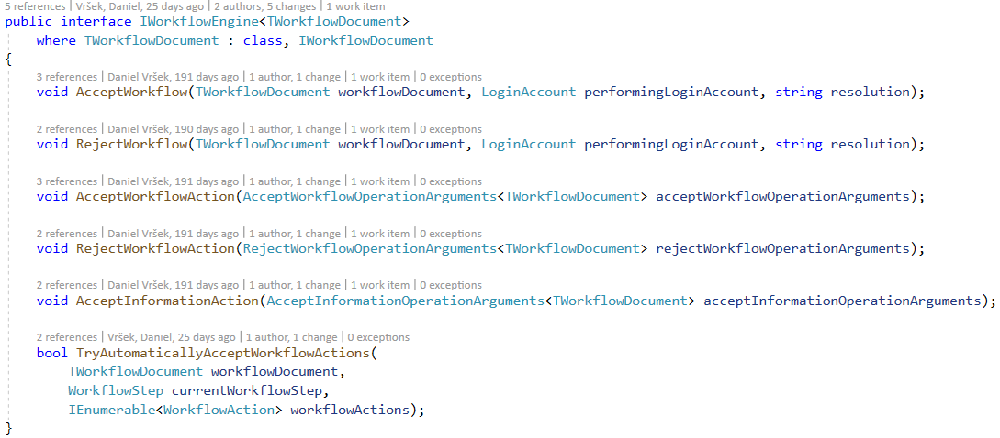 5 references | Vršek, Daniel, 25 days ago | 2 authors, 5 changes | 1 work item
public interface IWorkflowEngine<TWorkflowDocument>
    where TWorkflowDocument : class, IWorkflowDocument
{
    3 references | Daniel Vršek, 191 days ago | 1 author, 1 change | 1 work item | 0 exceptions
    void AcceptWorkflow(TWorkflowDocument workflowDocument, LoginAccount performingLoginAccount, string resolution);
    2 references | Daniel Vršek, 190 days ago | 1 author, 1 change | 1 work item | 0 exceptions
    void RejectWorkflow(TWorkflowDocument workflowDocument, LoginAccount performingLoginAccount, string resolution);
    3 references | Daniel Vršek, 191 days ago | 1 author, 1 change | 1 work item | 0 exceptions
    void AcceptWorkflowAction(AcceptWorkflowOperationArguments<TWorkflowDocument> acceptWorkflowOperationArguments);
    2 references | Daniel Vršek, 191 days ago | 1 author, 1 change | 1 work item | 0 exceptions
    void RejectWorkflowAction(RejectWorkflowOperationArguments<TWorkflowDocument> rejectWorkflowOperationArguments);
    2 references | Daniel Vršek, 191 days ago | 1 author, 1 change | 1 work item | 0 exceptions
    void AcceptInformationAction(AcceptInformationOperationArguments<TWorkflowDocument> acceptInformationOperationArguments);
    2 references | Vršek, Daniel, 25 days ago | 1 author, 1 change | 0 exceptions
    bool TryAutomaticallyAcceptWorkflowActions(
        TWorkflowDocument workflowDocument,
        WorkflowStep currentWorkflowStep,
        IEnumerable<WorkflowAction> workflowActions);
}